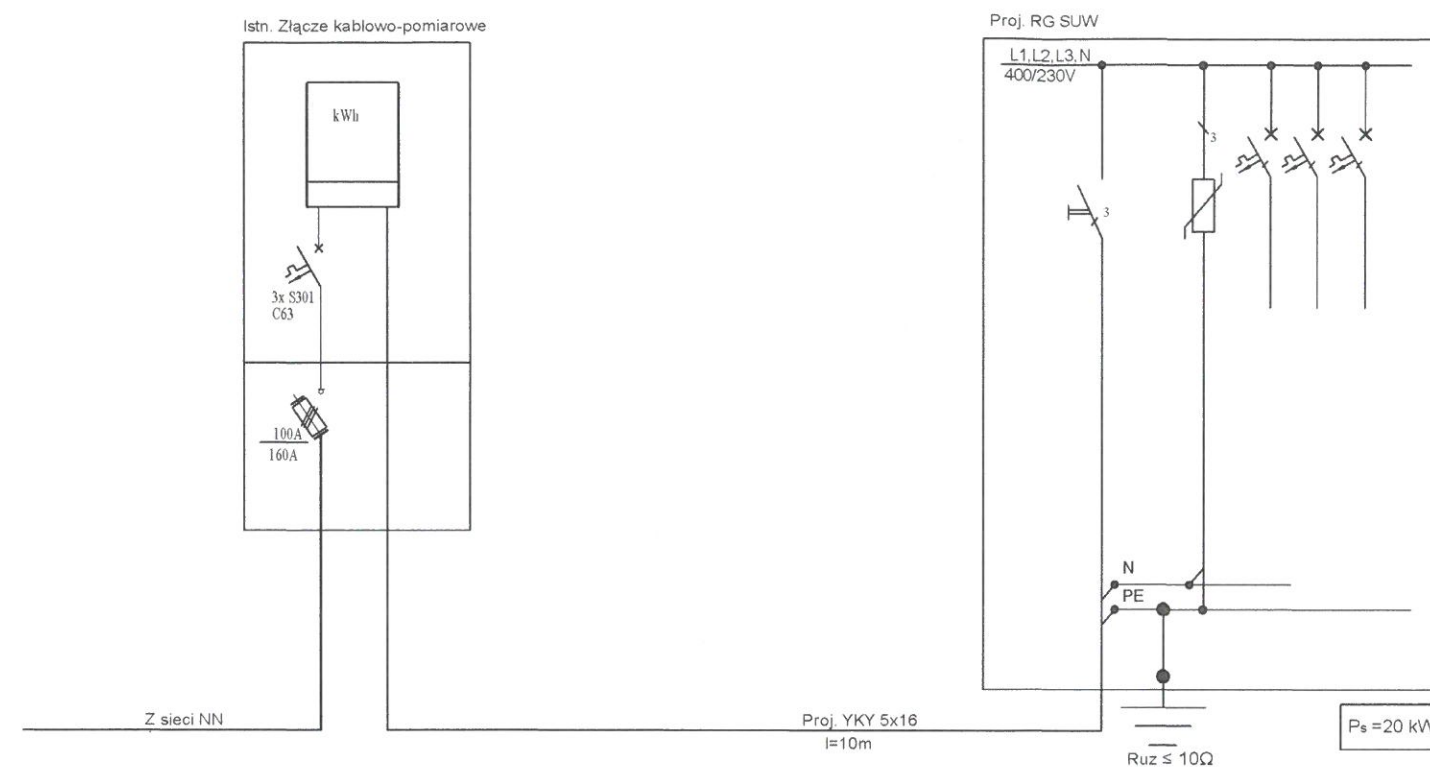 Istn. Złącze kablowo-pomiarowe
kWh
3x S301
C63
100A
160A
Z sieci NN
Proj. YKY 5x16
l=10m
Proj. RG SUW
L1,L2,L3,N
400/230V
3
3
N
PE
Ruz ≤ 10Ω
Ps =20 kW